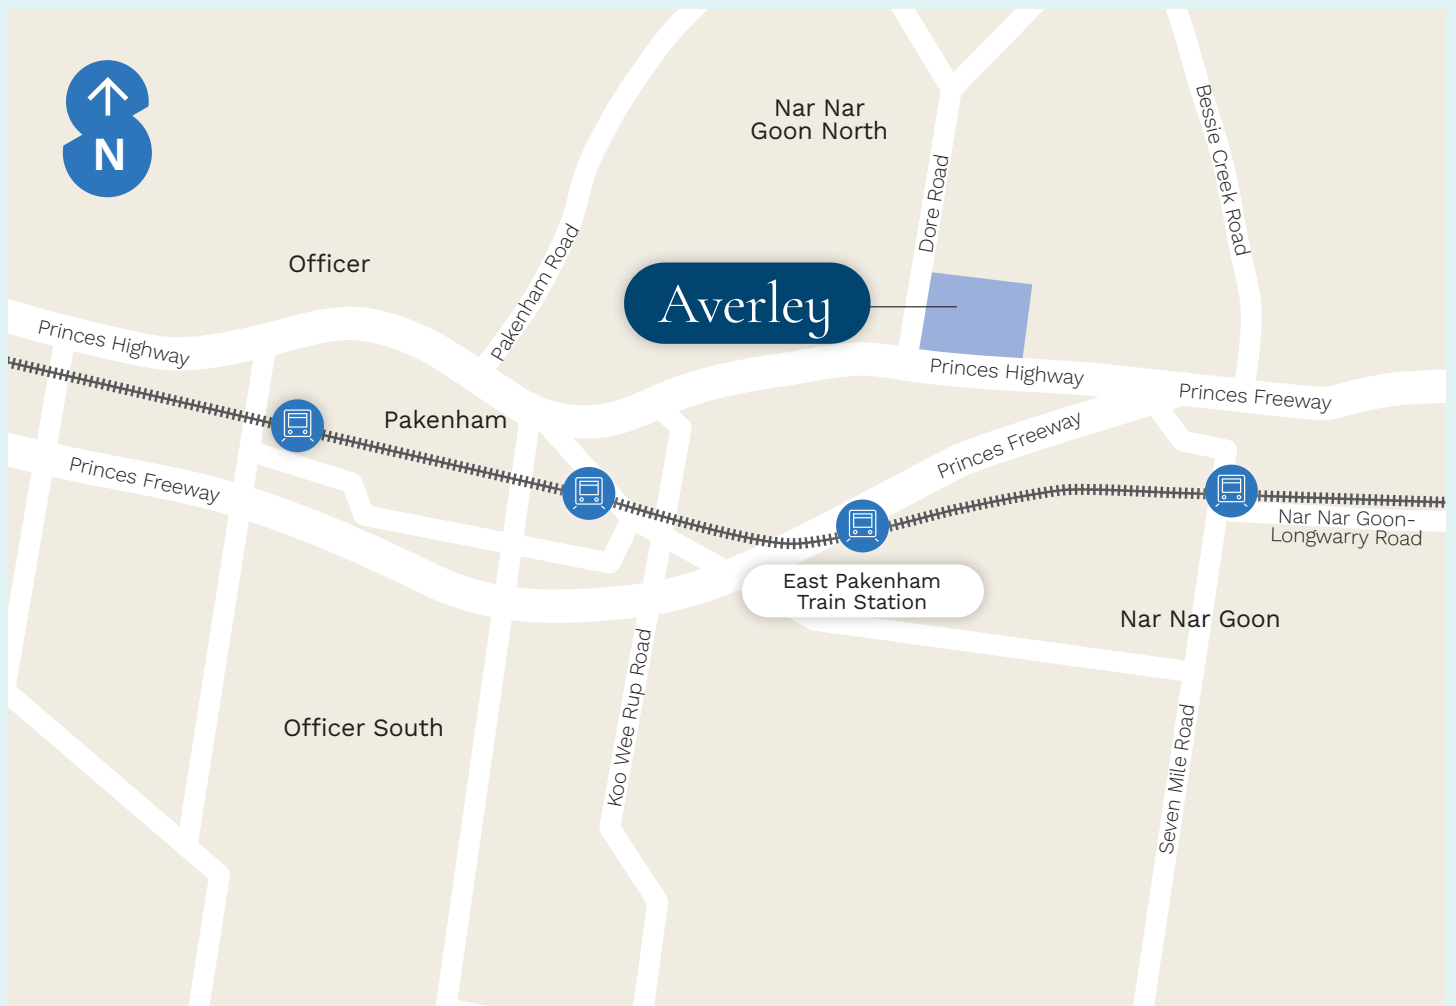 N
Nar Nar
Goon North
Bessie Creek Road
Dore Road
Officer
Pakenham Road
Averley
Princes Highway
Princes Highway
Princes Freeway
Pakenham
Princes Freeway
Princes Freeway
Nar Nar Goon-
Longwarry Road
East Pakenham
Train Station
Nar Nar Goon
Koo Wee Rup Road
Officer South
Seven Mile Road